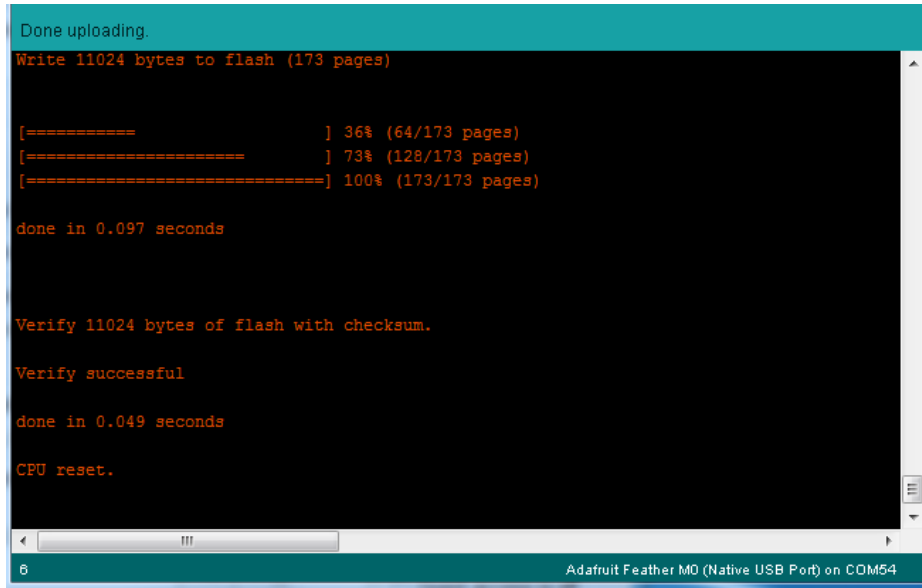 Done uploading.
Write 11024 bytes to flash (173 pages)
[===========                   ] 36% (64/173 pages)
[======================        ] 73% (128/173 pages)
[==============================] 100% (173/173 pages)
done in 0.097 seconds
Verify 11024 bytes of flash with checksum.
Verify successful
done in 0.049 seconds
CPU reset.
6 Adafruit Feather M0 (Native USB Port) on COM54